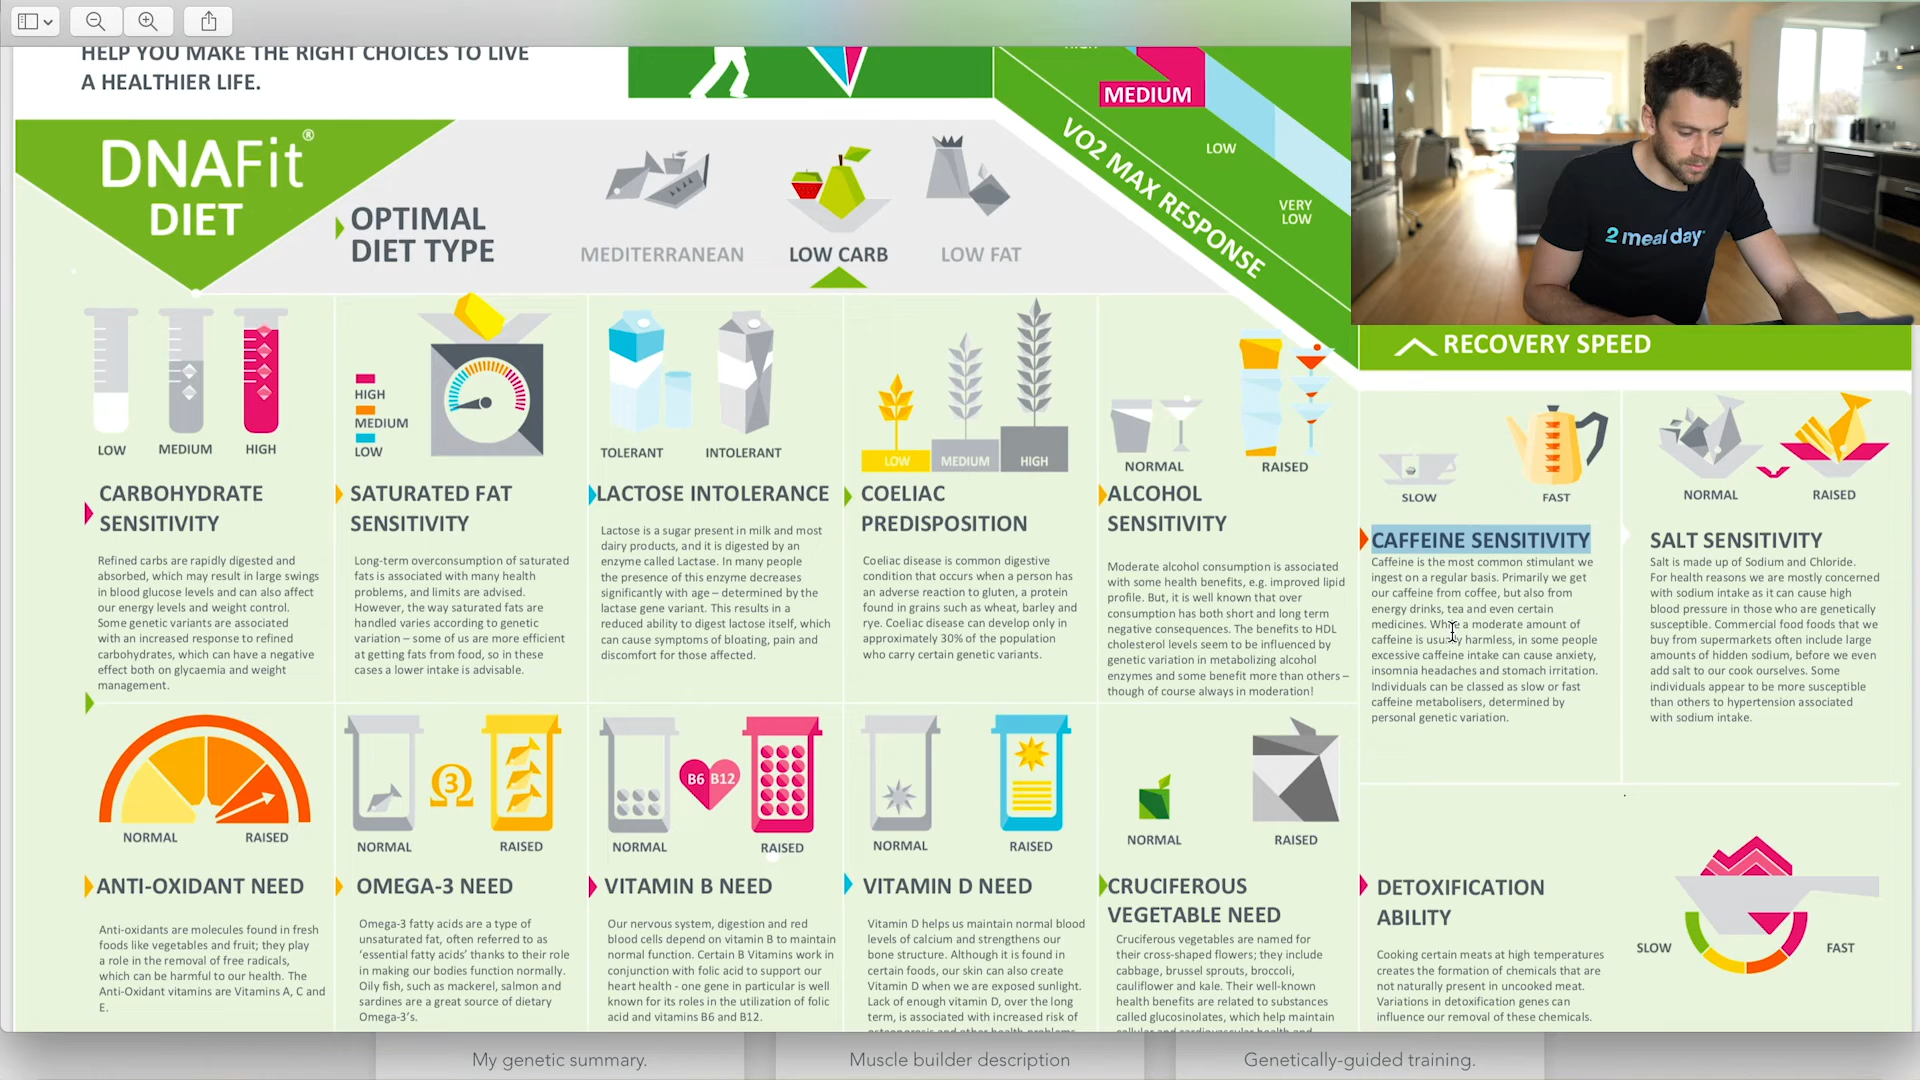 HELP YOU MAKE THE RIGHT CHOICES TO LIVE
A HEALTHIER LIFE.
MEDIUM
LOW
VERY
LOW
VO2 MAX RESPONSE
2 meal day
DNAFit®
DIET
OPTIMAL
DIET TYPE
MEDITERRANEAN
LOW CARB
LOW FAT
RECOVERY SPEED
LOW
MEDIUM
HIGH
CARBOHYDRATE
SENSITIVITY
Refined carbs are rapidly digested and
absorbed, which may result in large swings
in blood glucose levels and can also affect
our energy levels and weight control.
Some genetic variants are associated
with an increased response to refined
carbohydrates, which can have a negative
effect both on glycaemia and weight
management.
HIGH
MEDIUM
LOW
SATURATED FAT
SENSITIVITY
Long-term overconsumption of saturated
fats is associated with many health
problems, and limits are advised.
However, the way saturated fats are
handled varies according to genetic
variation – some of us are more efficient
at getting fats from food, so in these
cases a lower intake is advisable.
TOLERANT
INTOLERANT
LACTOSE INTOLERANCE
Lactose is a sugar present in milk and most
dairy products, and it is digested by an
enzyme called Lactase. In many people
the presence of this enzyme decreases
significantly with age – determined by the
lactase gene variant. This results in a
reduced ability to digest lactose itself, which
can cause symptoms of bloating, pain and
discomfort for those affected.
LOW
MEDIUM
HIGH
COELIAC
PREDISPOSITION
Coeliac disease is common digestive
condition that occurs when a person has
an adverse reaction to gluten, a protein
found in grains such as wheat, barley and
rye. Coeliac disease can develop only in
approximately 30% of the population
who carry certain genetic variants.
NORMAL
RAISED
ALCOHOL
SENSITIVITY
Moderate alcohol consumption is associated
with some health benefits, e.g. improved lipid
profile. But, it is well known that over
consumption has both short and long term
negative consequences. The benefits to HDL
cholesterol levels seem to be influenced by
genetic variation in metabolizing alcohol
enzymes and some benefit more than others –
though of course always in moderation!
SLOW
FAST
CAFFEINE SENSITIVITY
Caffeine is the most common stimulant we
ingest on a regular basis. Primarily we get
our caffeine from coffee, but also from
energy drinks, tea and even certain
medicines. While a moderate amount of
caffeine is usually harmless, in some people
excessive caffeine intake can cause anxiety,
insomnia headaches and stomach irritation.
Individuals can be classed as slow or fast
caffeine metabolisers, determined by
personal genetic variation.
NORMAL
RAISED
SALT SENSITIVITY
Salt is made up of Sodium and Chloride.
For health reasons we are mostly concerned
with sodium intake as it can cause high
blood pressure in those who are genetically
susceptible. Commercial food foods that we
buy from supermarkets often include large
amounts of hidden sodium, before we even
add salt to our cook ourselves. Some
individuals appear to be more susceptible
than others to hypertension associated
with sodium intake.
NORMAL
RAISED
ANTI-OXIDANT NEED
Anti-oxidants are molecules found in fresh
foods like vegetables and fruit; they play
a role in the removal of free radicals,
which can be harmful to our health. The
Anti-Oxidant vitamins are Vitamins A, C and
E.
3
NORMAL
RAISED
OMEGA-3 NEED
Omega-3 fatty acids are a type of
unsaturated fat, often referred to as
'essential fatty acids' thanks to their role
in making our bodies function normally.
Oily fish, such as mackerel, salmon and
sardines are a great source of dietary
Omega-3's.
B6 B12
NORMAL
RAISED
VITAMIN B NEED
Our nervous system, digestion and red
blood cells depend on vitamin B to maintain
normal function. Certain B Vitamins work in
conjunction with folic acid to support our
heart health - one gene in particular is well
known for its roles in the utilization of folic
acid and vitamins B6 and B12.
NORMAL
RAISED
VITAMIN D NEED
Vitamin D helps us maintain normal blood
levels of calcium and strengthens our
bone structure. Although it is found in
certain foods, our skin can also create
Vitamin D when we are exposed sunlight.
Lack of enough vitamin D, over the long
term, is associated with increased risk of
NORMAL
RAISED
CRUCIFEROUS
VEGETABLE NEED
Cruciferous vegetables are named for
their cross-shaped flowers; they include
cabbage, brussel sprouts, broccoli,
cauliflower and kale. Their well-known
health benefits are related to substances
called glucosinolates, which help maintain
DETOXIFICATION
ABILITY
SLOW
FAST
Cooking certain meats at high temperatures
creates the formation of chemicals that are
not naturally present in uncooked meat.
Variations in detoxification genes can
influence our removal of these chemicals.
My genetic summary.
Muscle builder description
Genetically-guided training.